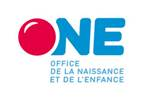 ONE
OFFICE
DE LA NAISSANCE
ET DE L'ENFANCE